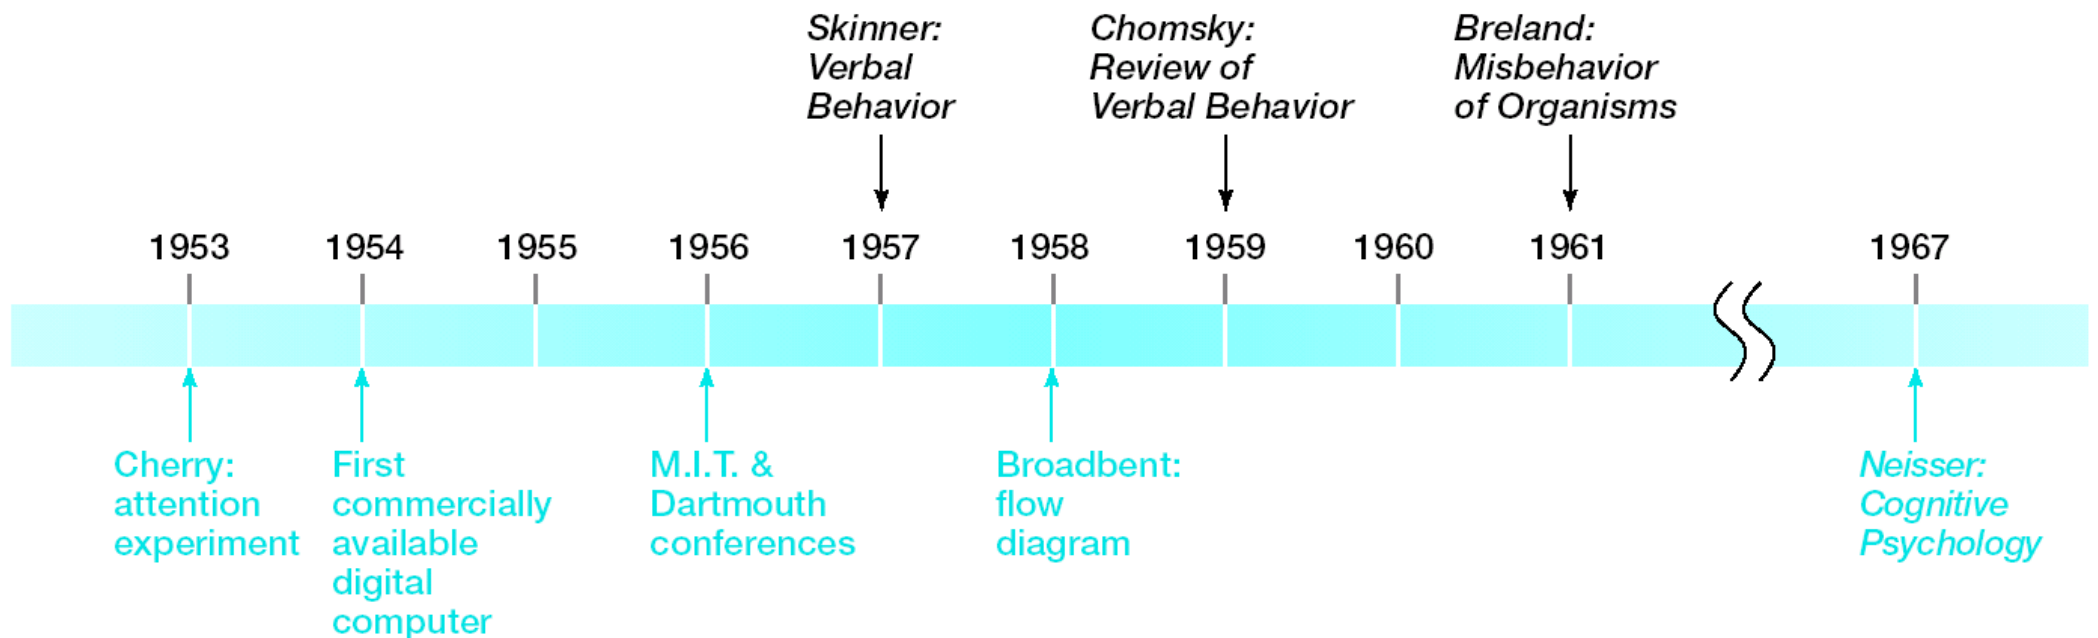 Skinner:
Verbal
Behavior
Chomsky:
Review of
Verbal Behavior
Breland:
Misbehavior
of Organisms
1953 1954 1955 1956 1957 1958 1959 1960 1961 1967
Cherry:
attention
experiment
First
commercially
available
digital
computer
M.I.T. &
Dartmouth
conferences
Broadbent:
flow
diagram
Neisser:
Cognitive
Psychology